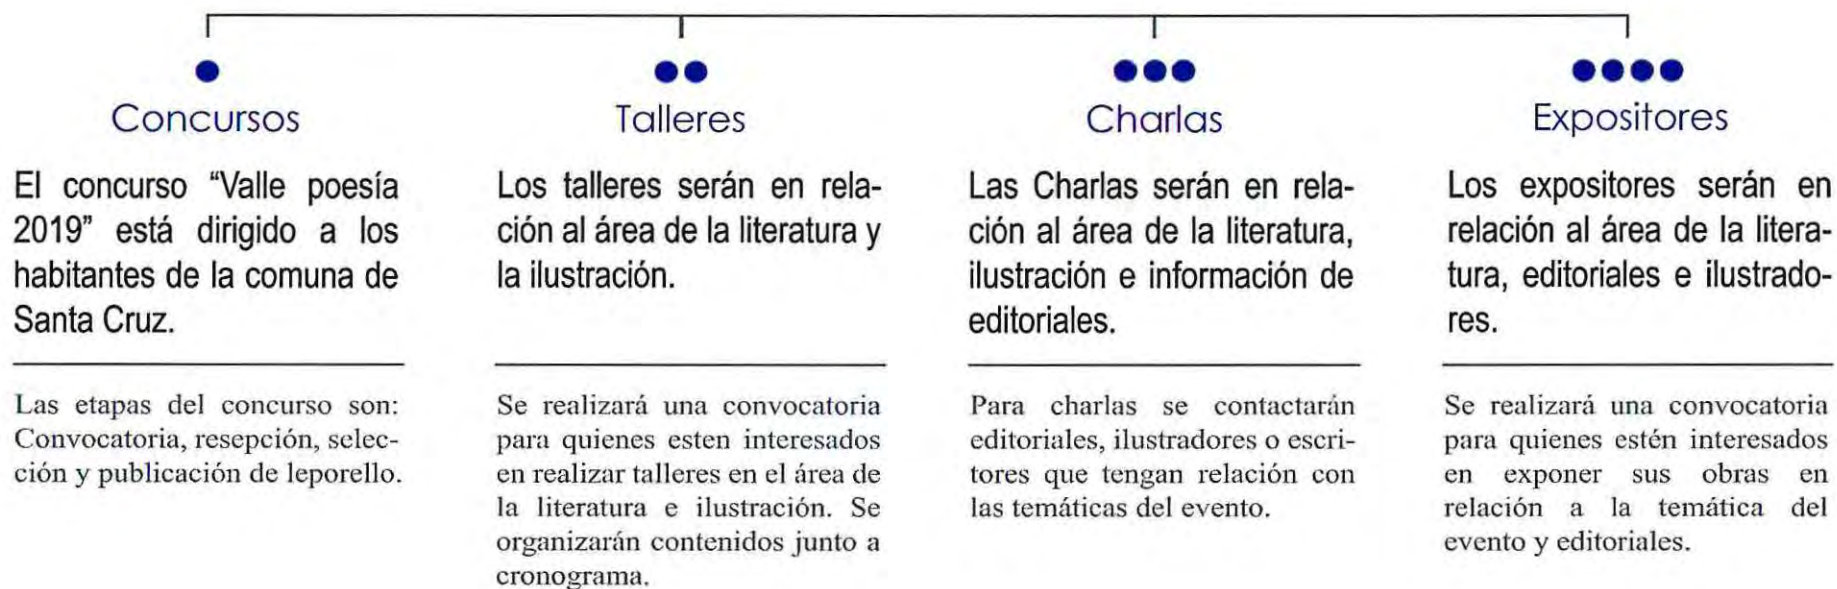 Concursos
El concurso “Valle poesía
2019” está dirigido a los
habitantes de la comuna de
Santa Cruz.
Las etapas del concurso son:
Convocatoria, resepción, selec-
ción y publicación de leporello.
Talleres
Los talleres serán en rela-
ción al área de la literatura y
la ilustración.
Se realizará una convocatoria
para quienes esten interesados
en realizar talleres en el área de
la literatura e ilustración. Se
organizarán contenidos junto a
cronograma.
Charlas
Las Charlas serán en rela-
ción al área de la literatura,
ilustración e información de
editoriales.
Para charlas se contactarán
editoriales, ilustradores o escri-
tores que tengan relación con
las temáticas del evento.
Expositores
Los expositores serán en
relación al área de la litera-
tura, editoriales e ilustrado-
res.
Se realizará una convocatoria
para quienes estén interesados
en exponer sus obras en
relación a la temática del
evento y editoriales.